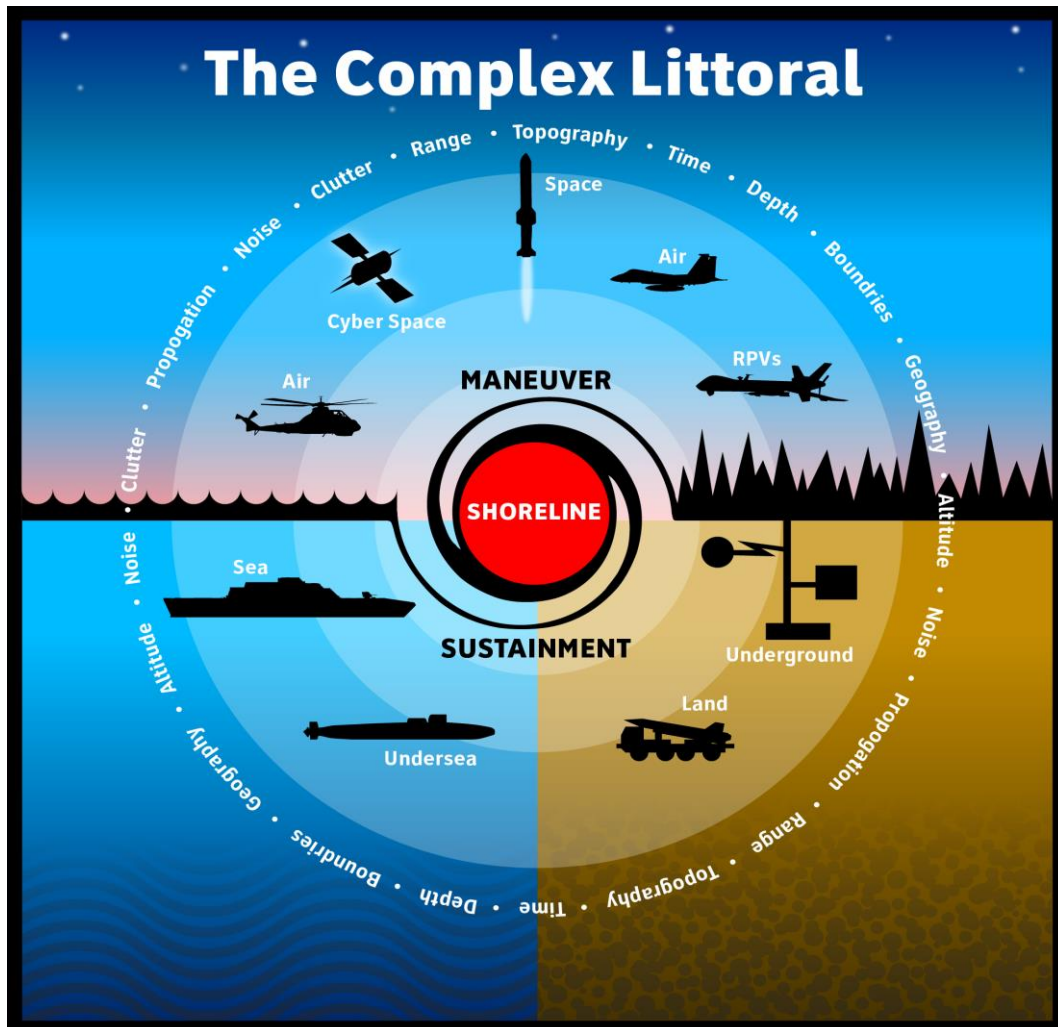 The Complex Littoral
Topography • Time • Depth • Boundries • Geography • Altitude • Noise • Propogation • Range • Topography • Time • Depth • Boundries • Geography • Altitude • Noise • Clutter • Propogation • Noise • Clutter • Range •
Space
Air
Cyber Space
RPVs
Air
MANEUVER
SHORELINE
Sea
SUSTAINMENT
Underground
Land
Undersea